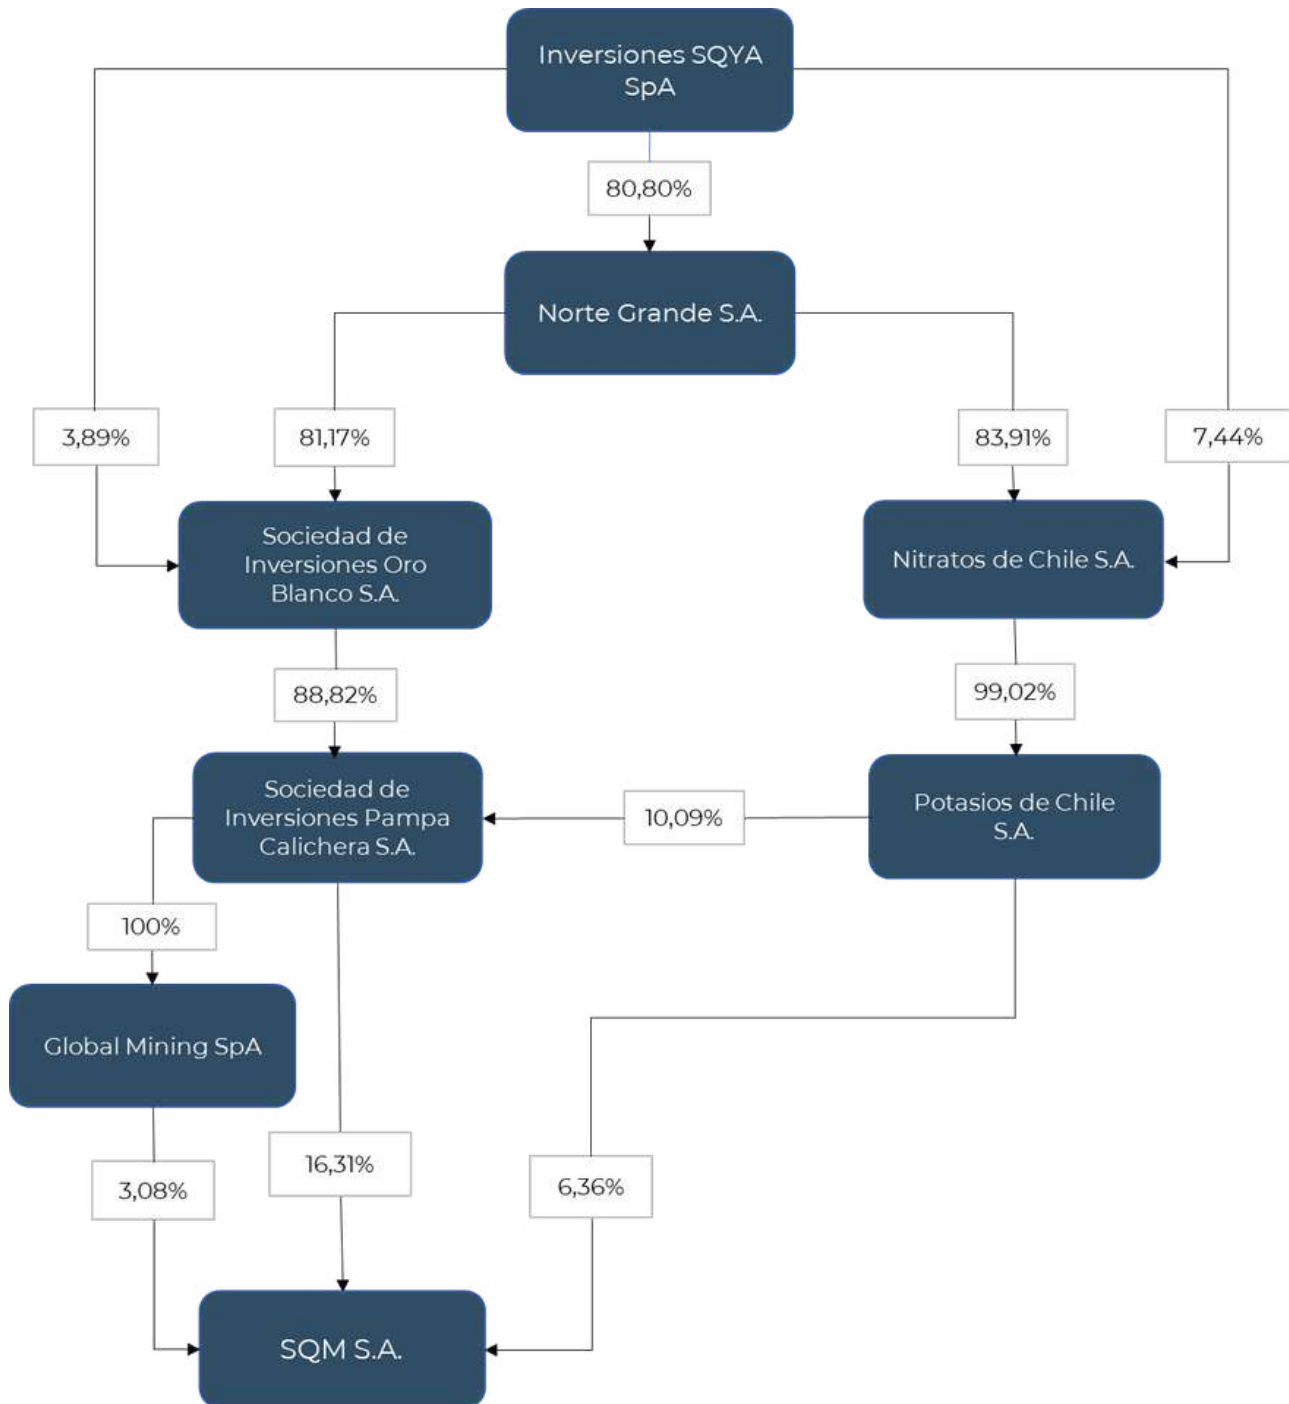 Inversiones SQYA
SpA
80,80%
Norte Grande S.A.
3,89%
81,17%
83,91%
7,44%
Sociedad de
Inversiones Oro
Blanco S.A.
Nitratos de Chile S.A.
88,82%
99,02%
Sociedad de
Inversiones Pampa
Calichera S.A.
10,09%
Potasios de Chile
S.A.
100%
Global Mining SpA
3,08%
16,31%
6,36%
SQM S.A.